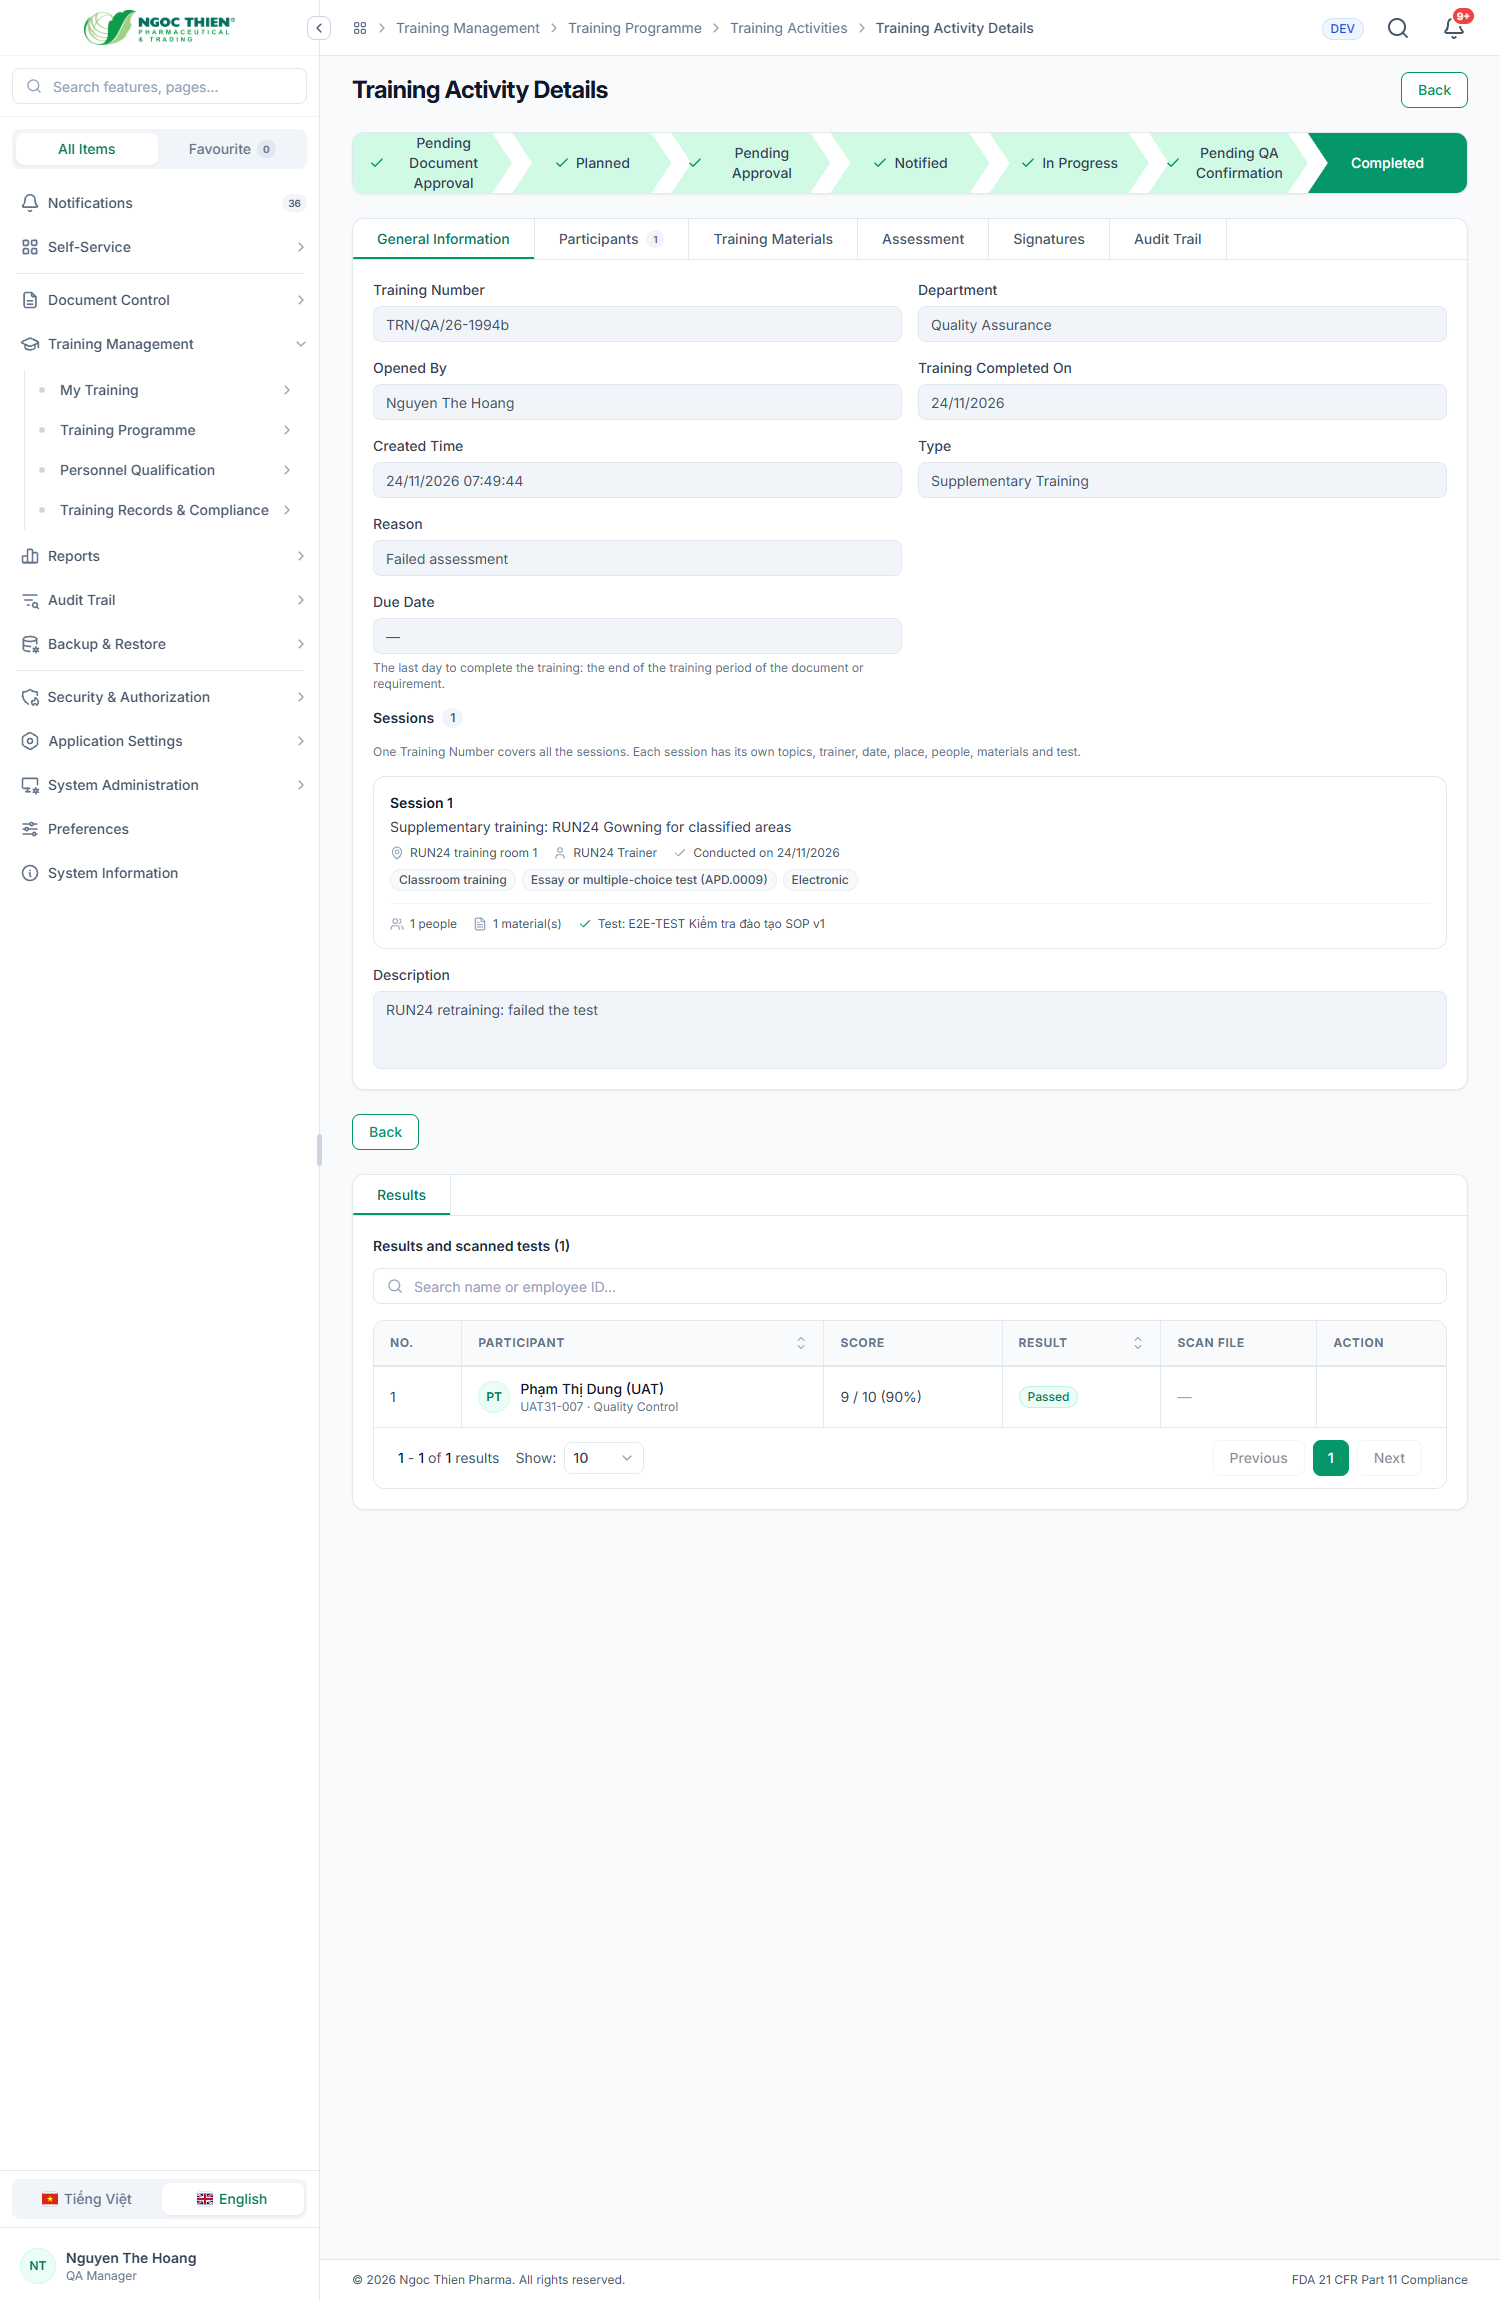 NGOC THIEN®
PHARMACEUTICAL
& TRADING
Training Management
Training Programme
Training Activities
Training Activity Details
DEV
9+
Search features, pages...
All Items
Favourite 0
Notifications 36
Self-Service
Document Control
Training Management
My Training
Training Programme
Personnel Qualification
Training Records & Compliance
Reports
Audit Trail
Backup & Restore
Security & Authorization
Application Settings
System Administration
Preferences
System Information
Tiếng Việt
English
NT
Nguyen The Hoang
QA Manager
Training Activity Details
Back
Pending
Document
Approval
Planned
Pending
Approval
Notified
In Progress
Pending QA
Confirmation
Completed
General Information
Participants 1
Training Materials
Assessment
Signatures
Audit Trail
Training Number
TRN/QA/26-1994b
Department
Quality Assurance
Opened By
Nguyen The Hoang
Training Completed On
24/11/2026
Created Time
24/11/2026 07:49:44
Type
Supplementary Training
Reason
Failed assessment
Due Date
—
The last day to complete the training: the end of the training period of the document or
requirement.
Sessions 1
One Training Number covers all the sessions. Each session has its own topics, trainer, date, place, people, materials and test.
Session 1
Supplementary training: RUN24 Gowning for classified areas
RUN24 training room 1 RUN24 Trainer Conducted on 24/11/2026
Classroom training Essay or multiple-choice test (APD.0009) Electronic
1 people 1 material(s) Test: E2E-TEST Kiểm tra đào tạo SOP v1
Description
RUN24 retraining: failed the test
Back
Results
Results and scanned tests (1)
Search name or employee ID...
NO. PARTICIPANT SCORE RESULT SCAN FILE ACTION
1 PT Phạm Thị Dung (UAT) 9 / 10 (90%) Passed —
UAT31-007 · Quality Control
1 - 1 of 1 results Show: 10 Previous 1 Next
© 2026 Ngoc Thien Pharma. All rights reserved.
FDA 21 CFR Part 11 Compliance